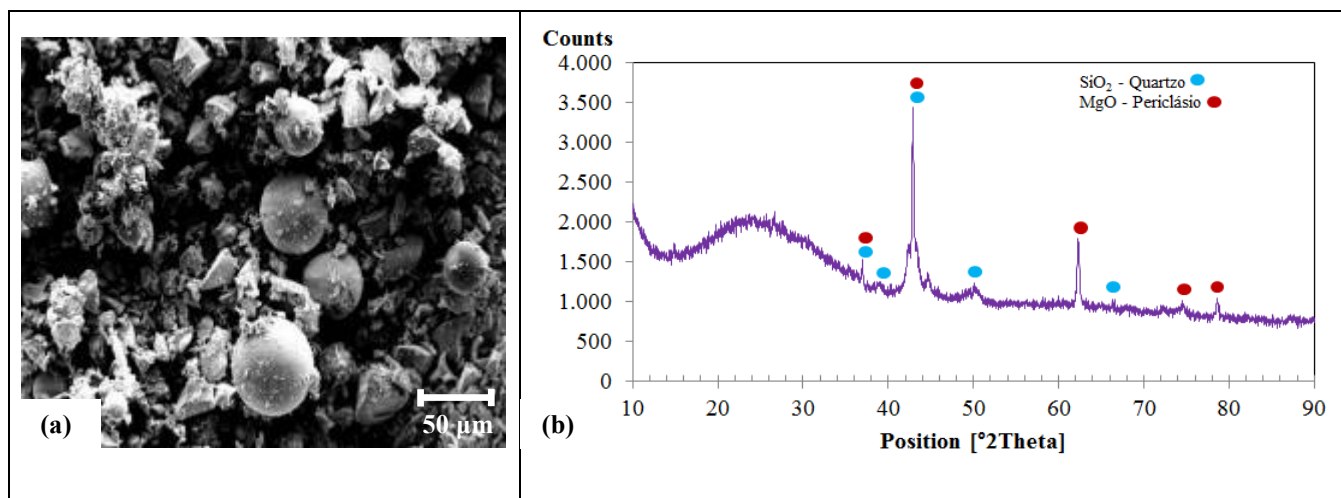 (a)
50 µm
Counts
4.000
3.500
3.000
2.500
2.000
1.500
1.000
500
0
SiO₂ - Quartzo
MgO - Periclásio
10 20 30 40 50 60 70 80 90
(b)
Position [°2Theta]